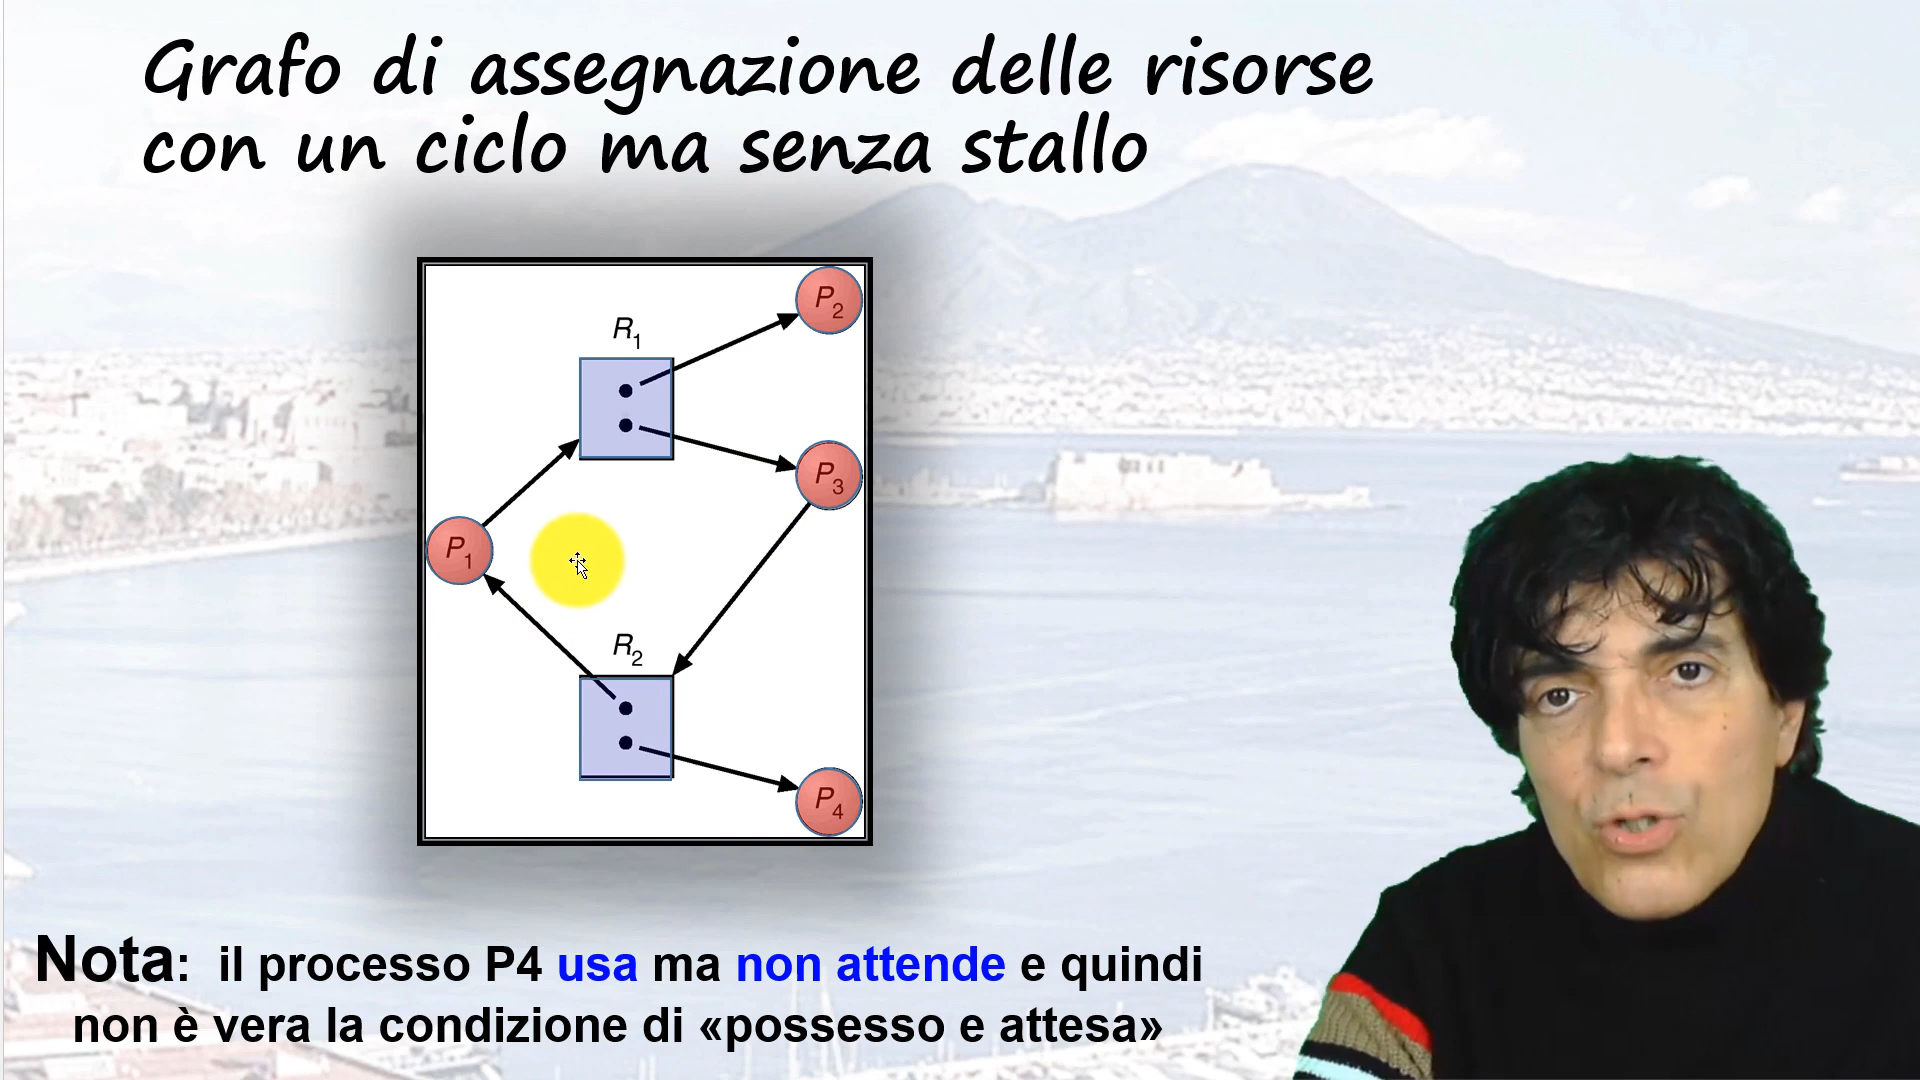 Grafo di assegnazione delle risorse
con un ciclo ma senza stallo
P2
R1
P3
P1
R2
P4
Nota: il processo P4 usa ma non attende e quindi
non è vera la condizione di «possesso e attesa»